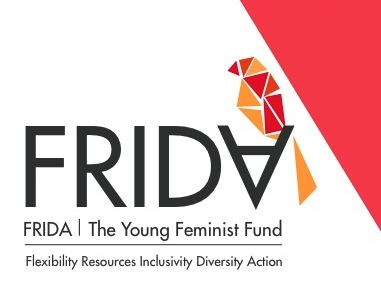 FRIDA
FRIDA | The Young Feminist Fund
Flexibility Resources Inclusivity Diversity Action